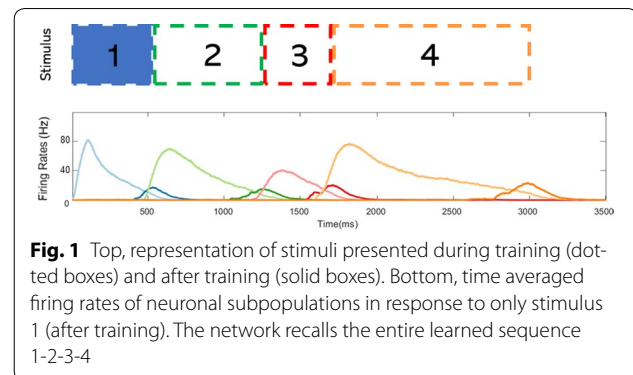 Stimulus
1 2 3 4
Firing Rates (Hz)
80
40
0
500 1000 1500 2000 2500 3000 3500
Time(ms)
Fig. 1 Top, representation of stimuli presented during training (dot-
ted boxes) and after training (solid boxes). Bottom, time averaged
firing rates of neuronal subpopulations in response to only stimulus
1 (after training). The network recalls the entire learned sequence
1-2-3-4